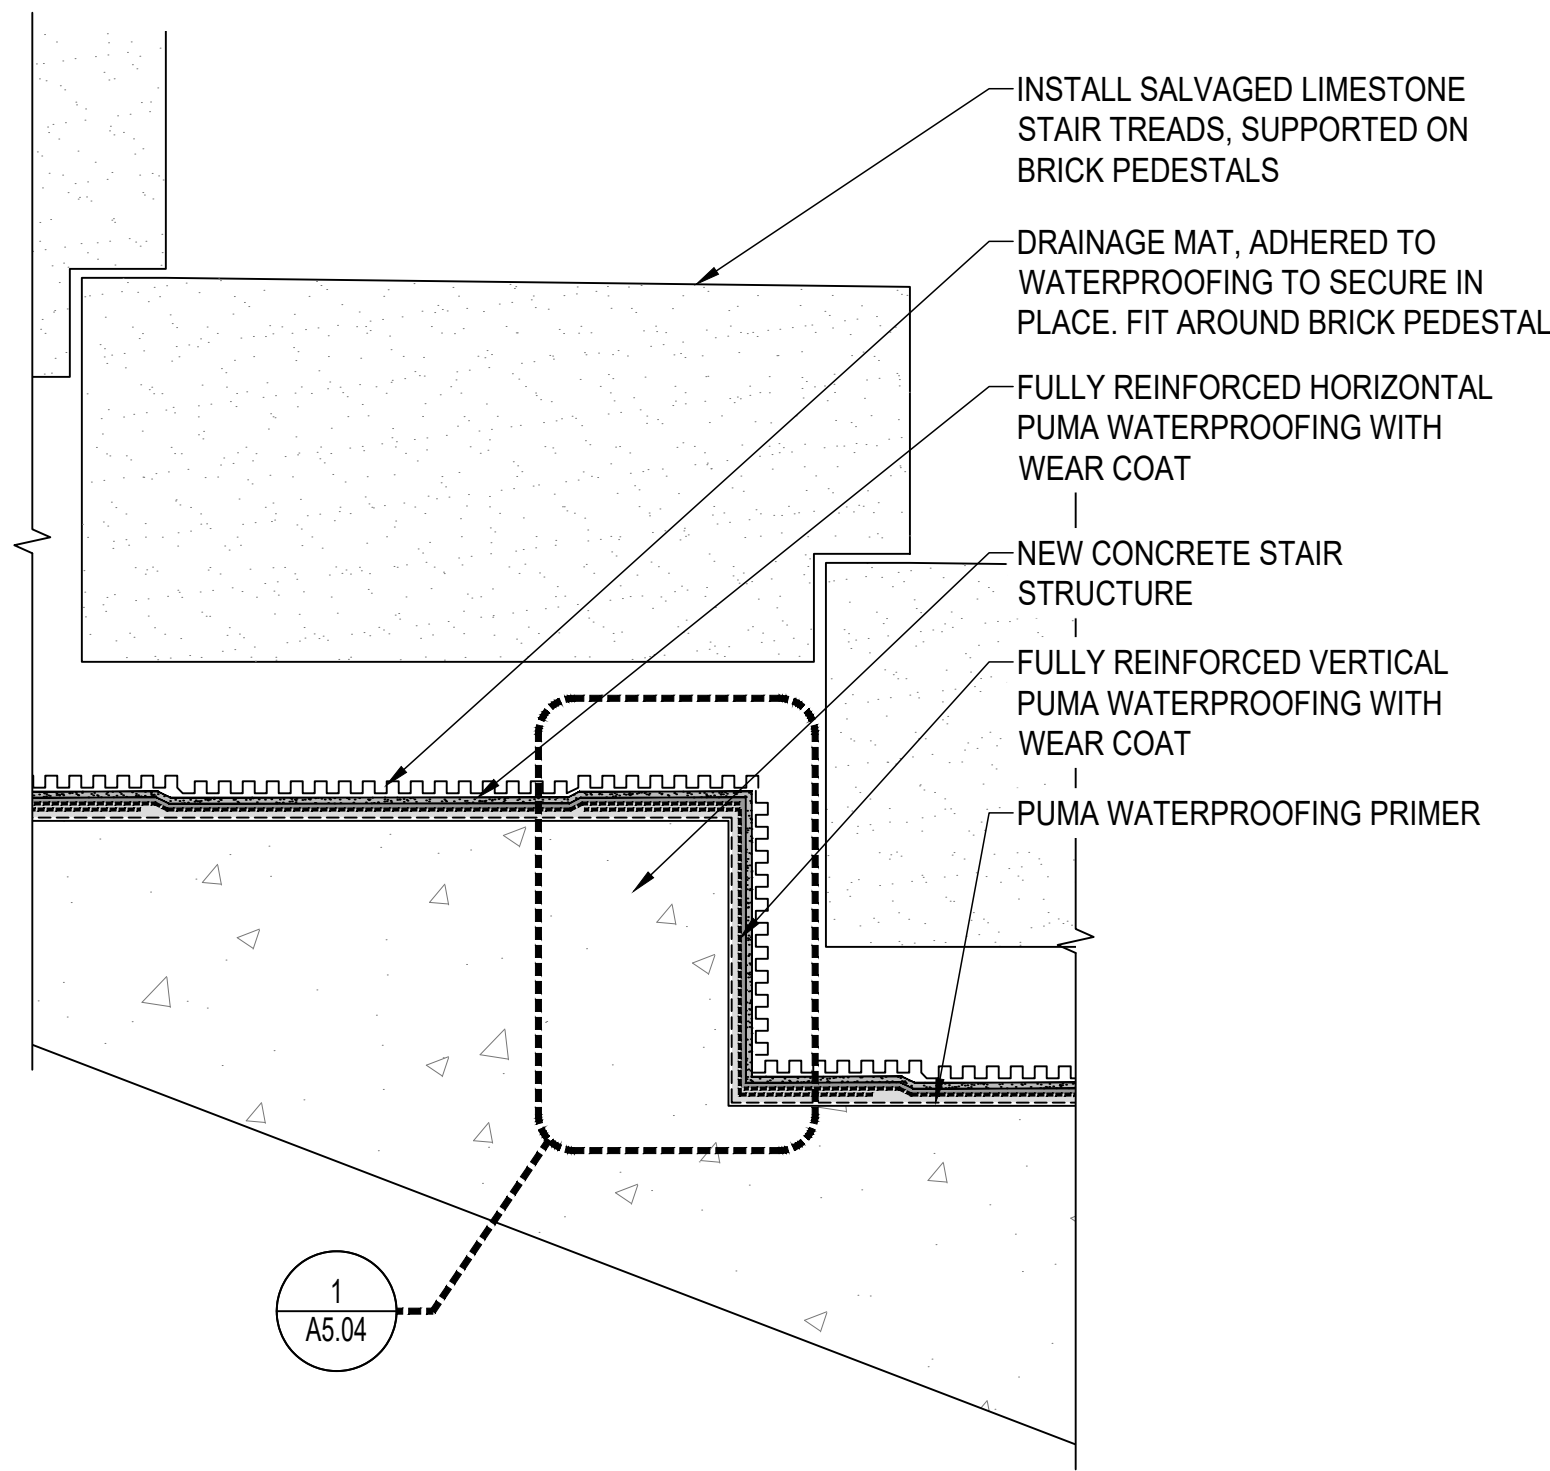 INSTALL SALVAGED LIMESTONE
STAIR TREADS, SUPPORTED ON
BRICK PEDESTALS
DRAINAGE MAT, ADHERED TO
WATERPROOFING TO SECURE IN
PLACE. FIT AROUND BRICK PEDESTAL
FULLY REINFORCED HORIZONTAL
PUMA WATERPROOFING WITH
WEAR COAT
NEW CONCRETE STAIR
STRUCTURE
FULLY REINFORCED VERTICAL
PUMA WATERPROOFING WITH
WEAR COAT
PUMA WATERPROOFING PRIMER
1
A5.04